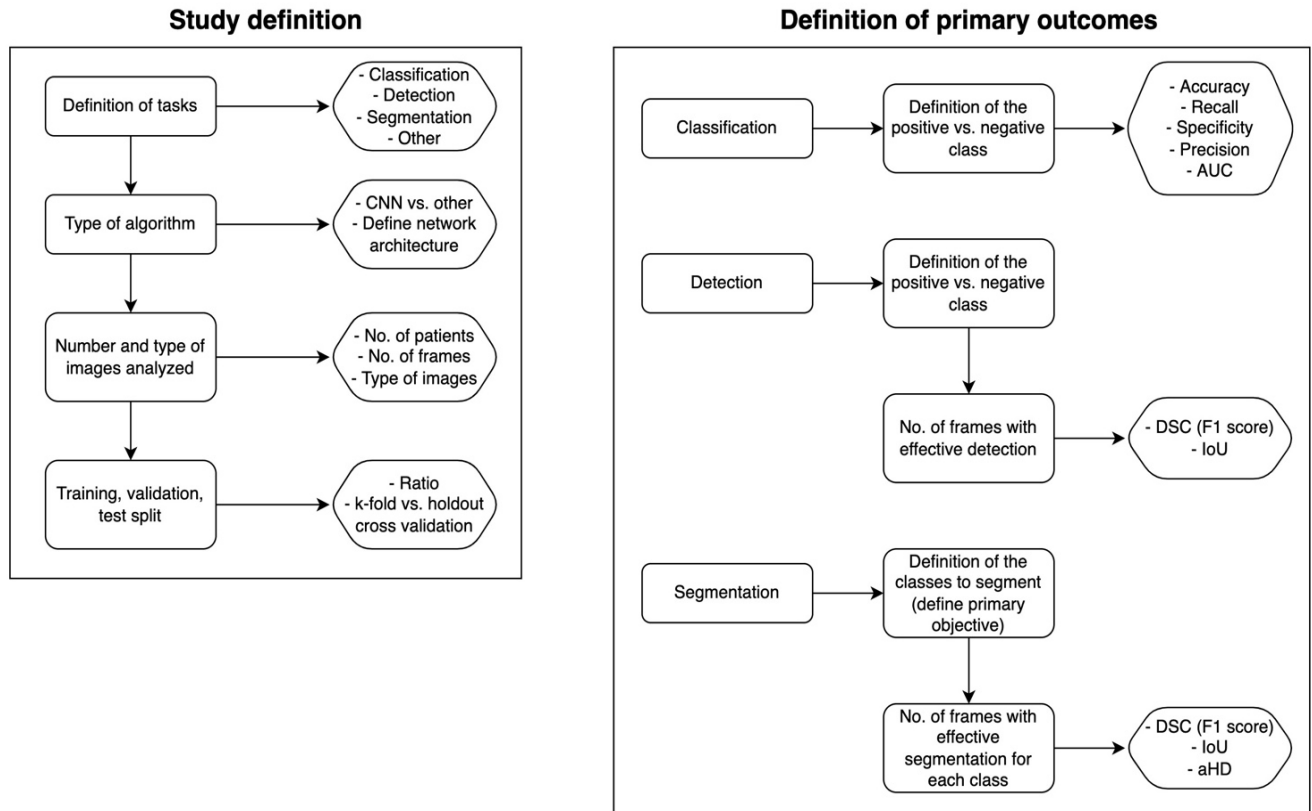 Study definition
Definition of tasks
- Classification
- Detection
- Segmentation
- Other
Type of algorithm
- CNN vs. other
- Define network
architecture
Number and type of
images analyzed
- No. of patients
- No. of frames
- Type of images
Training, validation,
test split
- Ratio
- k-fold vs. holdout
cross validation
Definition of primary outcomes
Classification
Definition of the
positive vs. negative
class
- Accuracy
- Recall
- Specificity
- Precision
- AUC
Detection
Definition of the
positive vs. negative
class
No. of frames with
effective detection
- DSC (F1 score)
- IoU
Segmentation
Definition of the
classes to segment
(define primary
objective)
No. of frames with
effective
segmentation for
each class
- DSC (F1 score)
- IoU
- aHD